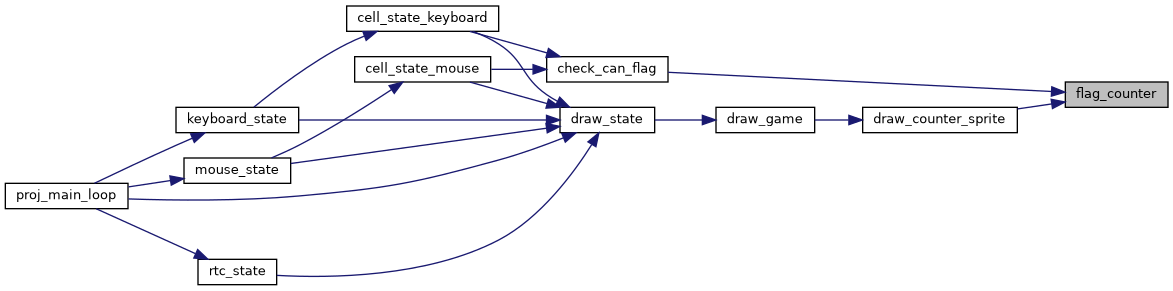 cell_state_keyboard
cell_state_mouse
check_can_flag
flag_counter
keyboard_state
draw_state
draw_game
draw_counter_sprite
mouse_state
proj_main_loop
rtc_state